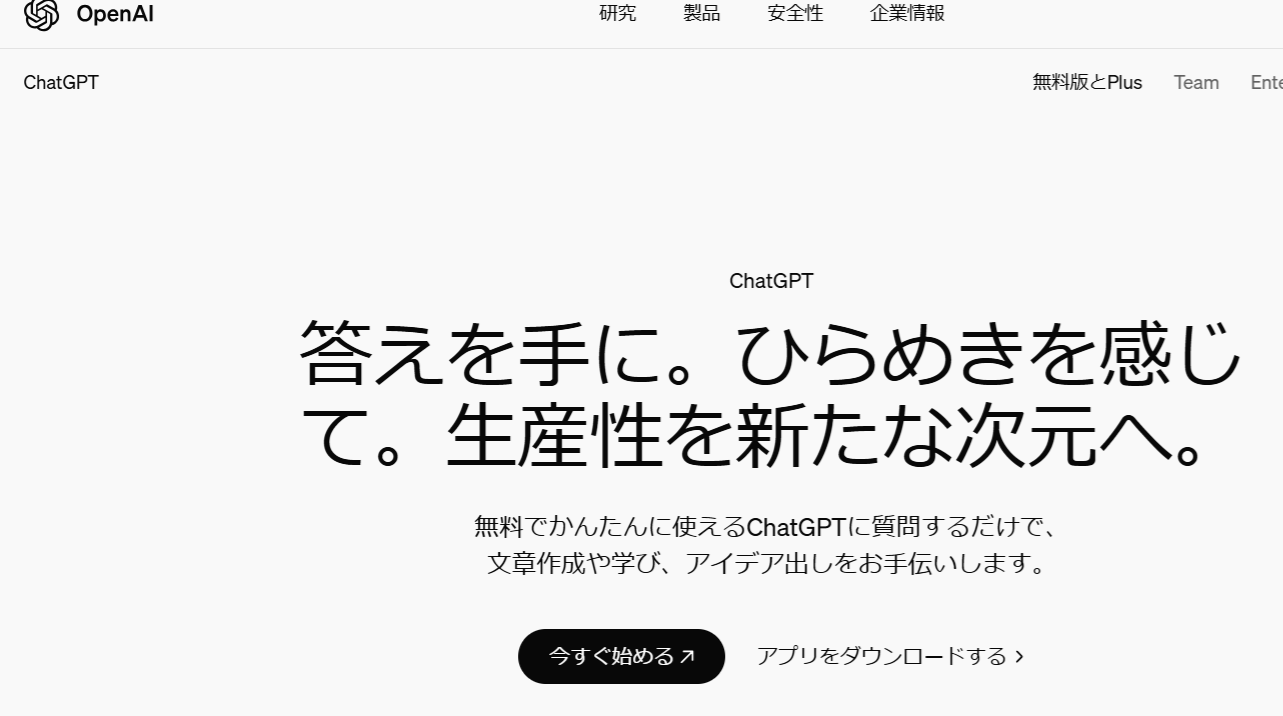 OpenAI
研究 製品 安全性 企業情報
ChatGPT
無料版とPlus Team
ChatGPT
答えを手に。ひらめきを感じ
て。生産性を新たな次元へ。
無料でかんたんに使えるChatGPTに質問するだけで、
文章作成や学び、アイデア出しをお手伝いします。
今すぐ始める ↗ アプリをダウンロードする ›